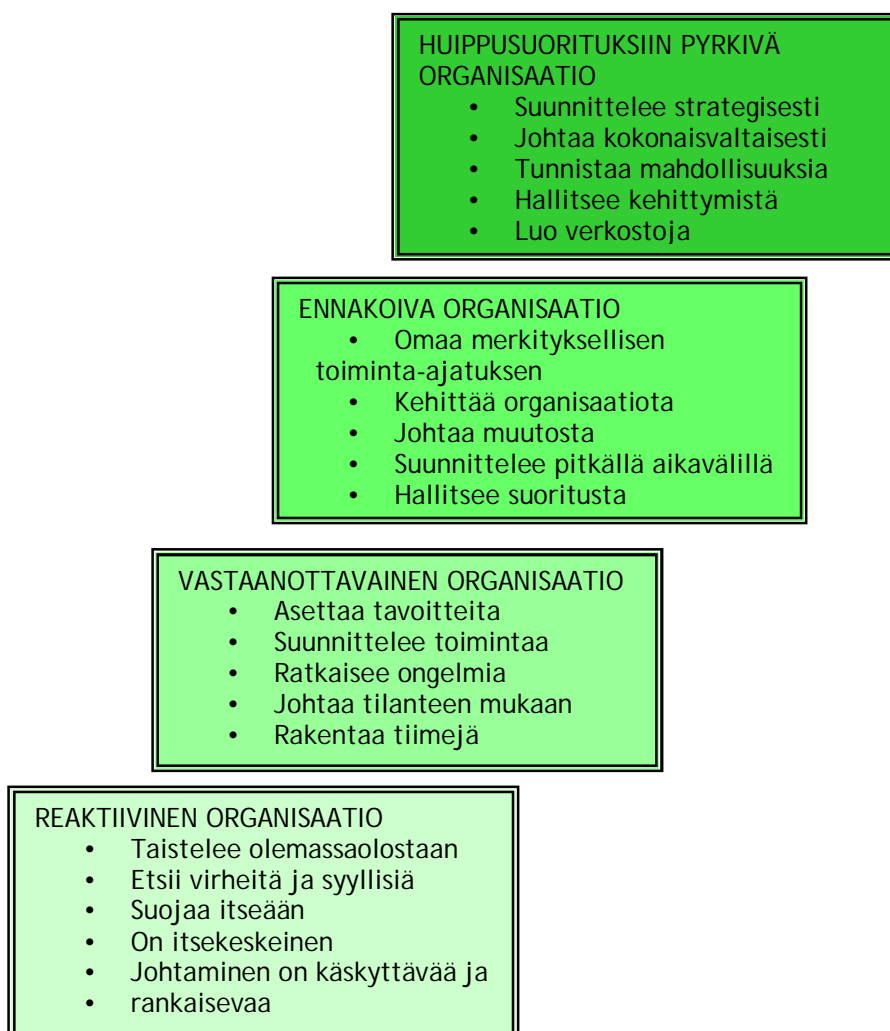 HUIPPUSUORITUKSIIN PYRKIVÄ
ORGANISAATIO
• Suunnittelee strategisesti
• Johtaa kokonaisvaltaisesti
• Tunnistaa mahdollisuuksia
• Hallitsee kehittymistä
• Luo verkostoja
ENNAKOIVA ORGANISAATIO
• Omaa merkityksellisen
toiminta-ajatuksen
• Kehittää organisaatiota
• Johtaa muutosta
• Suunnittelee pitkällä aikavälillä
• Hallitsee suoritusta
VASTAANOTTAVAINEN ORGANISAATIO
• Asettaa tavoitteita
• Suunnittelee toimintaa
• Ratkaisee ongelmia
• Johtaa tilanteen mukaan
• Rakentaa tiimejä
REAKTIIVINEN ORGANISAATIO
• Taistelee olemassaolostaan
• Etsii virheitä ja syyllisiä
• Suojaa itseään
• On itsekeskeinen
• Johtaminen on käskyttävää ja
• rankaisevaa